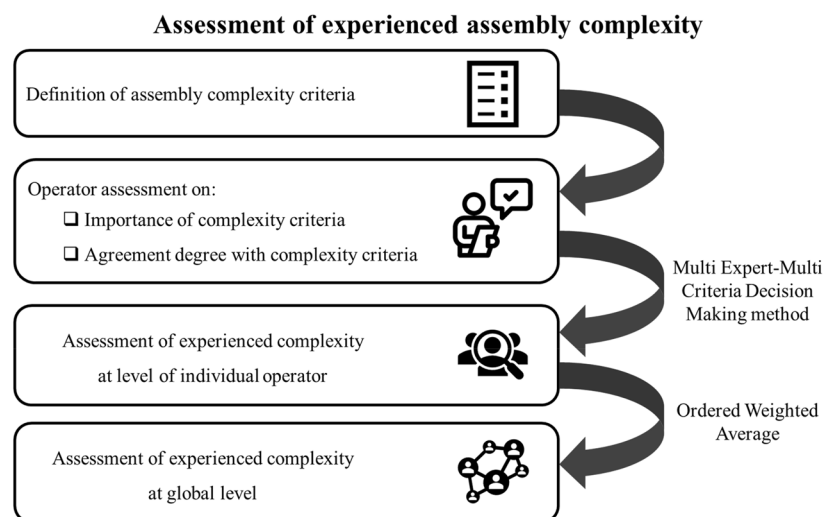 Assessment of experienced assembly complexity
Definition of assembly complexity criteria
Operator assessment on:
❑ Importance of complexity criteria
❑ Agreement degree with complexity criteria
Multi Expert-Multi
Criteria Decision
Making method
Assessment of experienced complexity
at level of individual operator
Ordered Weighted
Average
Assessment of experienced complexity
at global level